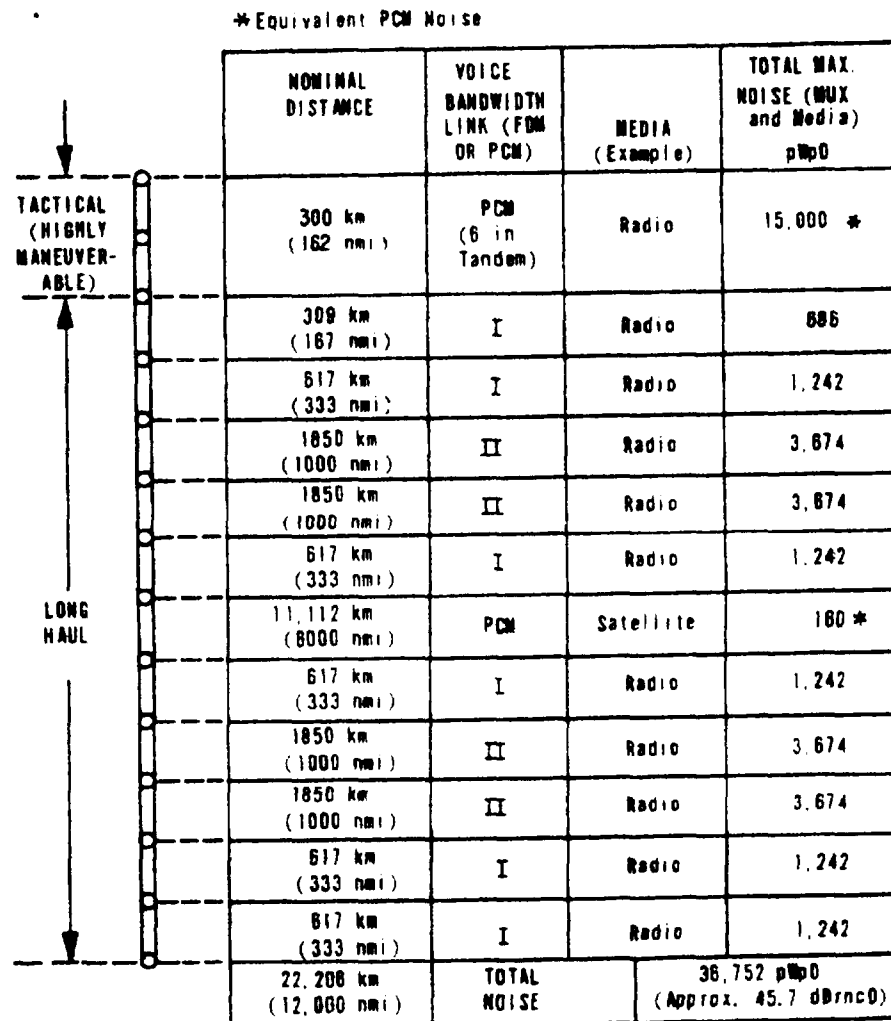 *Equivalent PCM Noise
NOMINAL
DISTANCE
VOICE
BANDWIDTH
LINK (FDM
OR PCM)
MEDIA
(Example)
TOTAL MAX.
NOISE (MUX
and Media)
pWp0
TACTICAL
(HIGHLY
MANEUVER-
ABLE)
300 km
(162 nmi)
PCM
(6 in
Tandem)
Radio
15,000 *
309 km
(167 nmi)
I
Radio
686
617 km
(333 nmi)
I
Radio
1,242
1850 km
(1000 nmi)
II
Radio
3,674
1850 km
(1000 nmi)
II
Radio
3,674
617 km
(333 nmi)
I
Radio
1.242
LONG
HAUL
11,112 km
(6000 nmi)
PCM
Satellite
160 *
617 km
(333 nmi)
I
Radio
1,242
1850 km
(1000 nmi)
II
Radio
3.674
1850 km
(1000 nmi)
II
Radio
3,674
617 km
(333 nmi)
I
Radio
1,242
617 km
(333 nmi)
I
Radio
1,242
22,206 km
(12,000 nmi)
TOTAL
NOISE
36,752 pWp0
(Approx. 45.7 dBrnc0)